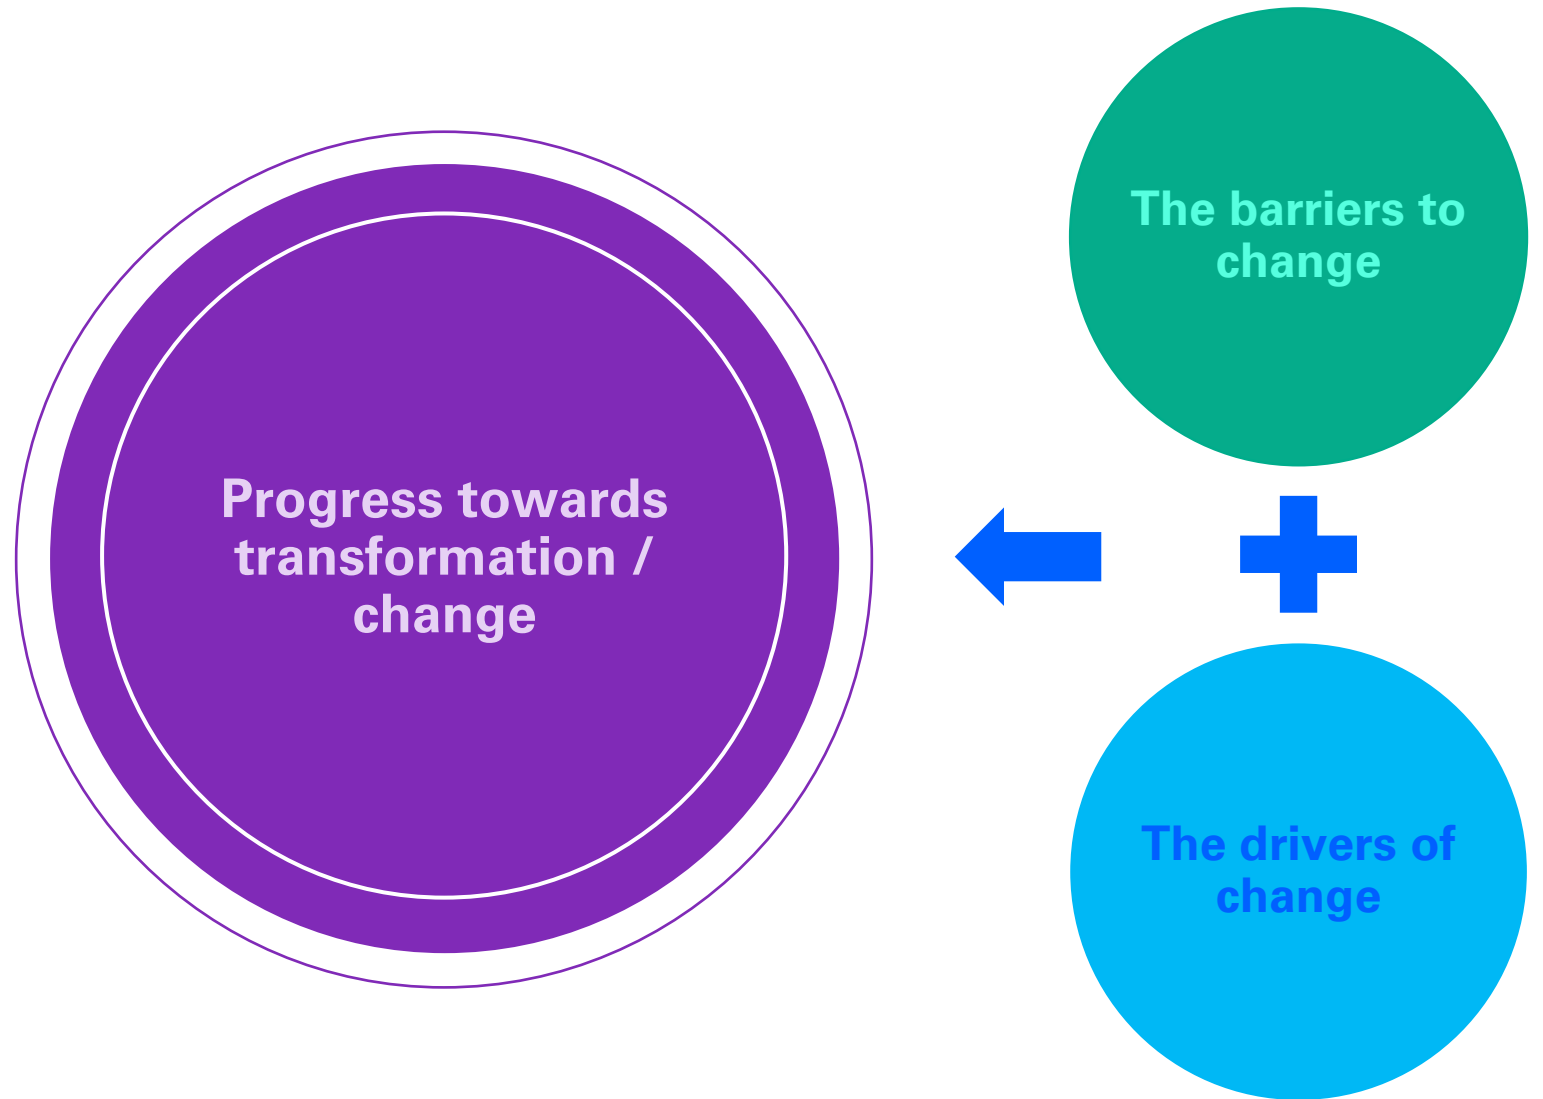 Progress towards
transformation /
change
The barriers to
change
The drivers of
change